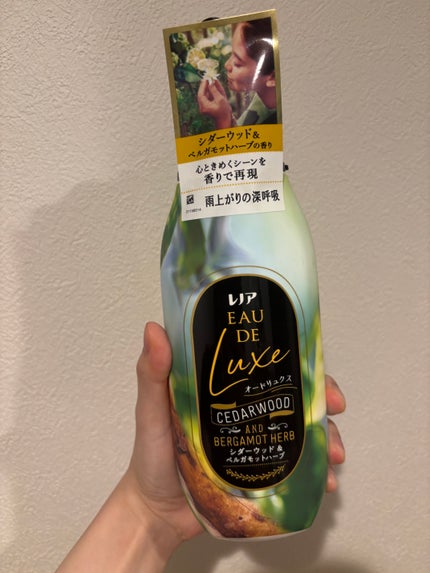 シダーウッド&
ベルガモットハーブの香り
心ときめくシーンを
香りで再現
雨上がりの深呼吸
レノア
EAU
DE
Luxe
オードリュクス
CEDARWOOD
AND
BERGAMOT HERB
シダーウッド&
ベルガモットハーブ